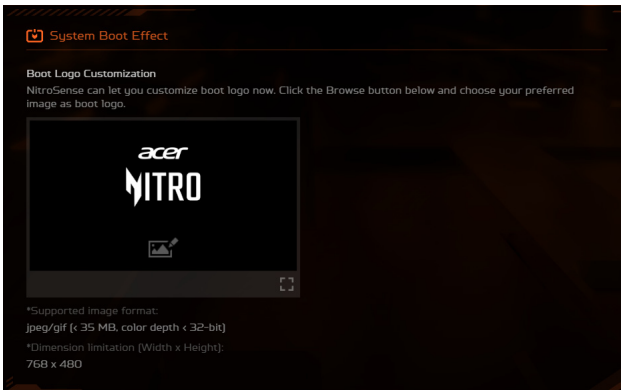 System Boot Effect
Boot Logo Customization
NitroSense can let you customize boot logo now. Click the Browse button below and choose your preferred
image as boot logo.
acer
NITRO
*Supported image format:
jpeg/gif (< 35 MB, color depth < 32-bit)
*Dimension limitation (Width x Height):
768 x 480